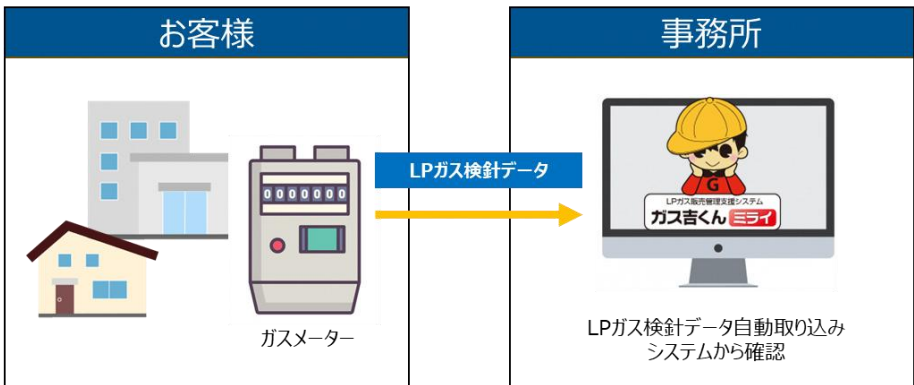 お客様
事務所
0000000
LPガス検針データ
G
LPガス販売管理支援システム
ガス吉くん ミライ
ガスメーター
LPガス検針データ自動取り込み
システムから確認